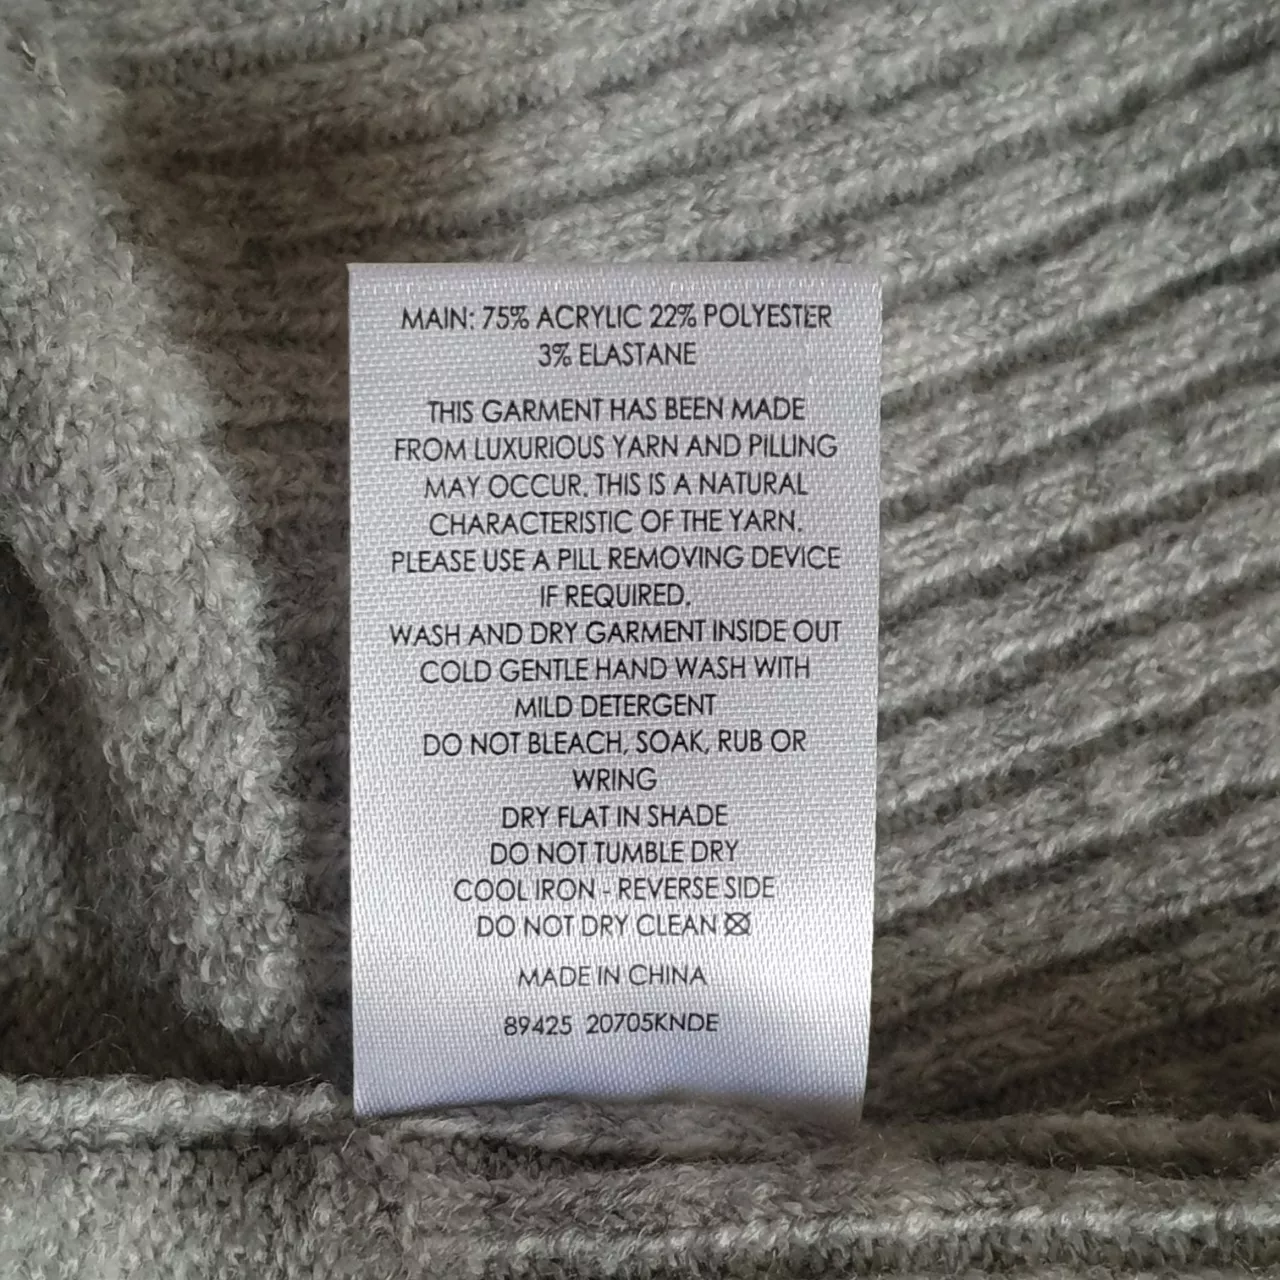 MAIN: 75% ACRYLIC 22% POLYESTER
3% ELASTANE
THIS GARMENT HAS BEEN MADE
FROM LUXURIOUS YARN AND PILLING
MAY OCCUR. THIS IS A NATURAL
CHARACTERISTIC OF THE YARN.
PLEASE USE A PILL REMOVING DEVICE
IF REQUIRED.
WASH AND DRY GARMENT INSIDE OUT
COLD GENTLE HAND WASH WITH
MILD DETERGENT
DO NOT BLEACH, SOAK, RUB OR
WRING
DRY FLAT IN SHADE
DO NOT TUMBLE DRY
COOL IRON - REVERSE SIDE
DO NOT DRY CLEAN
MADE IN CHINA
89425 20705KNDE